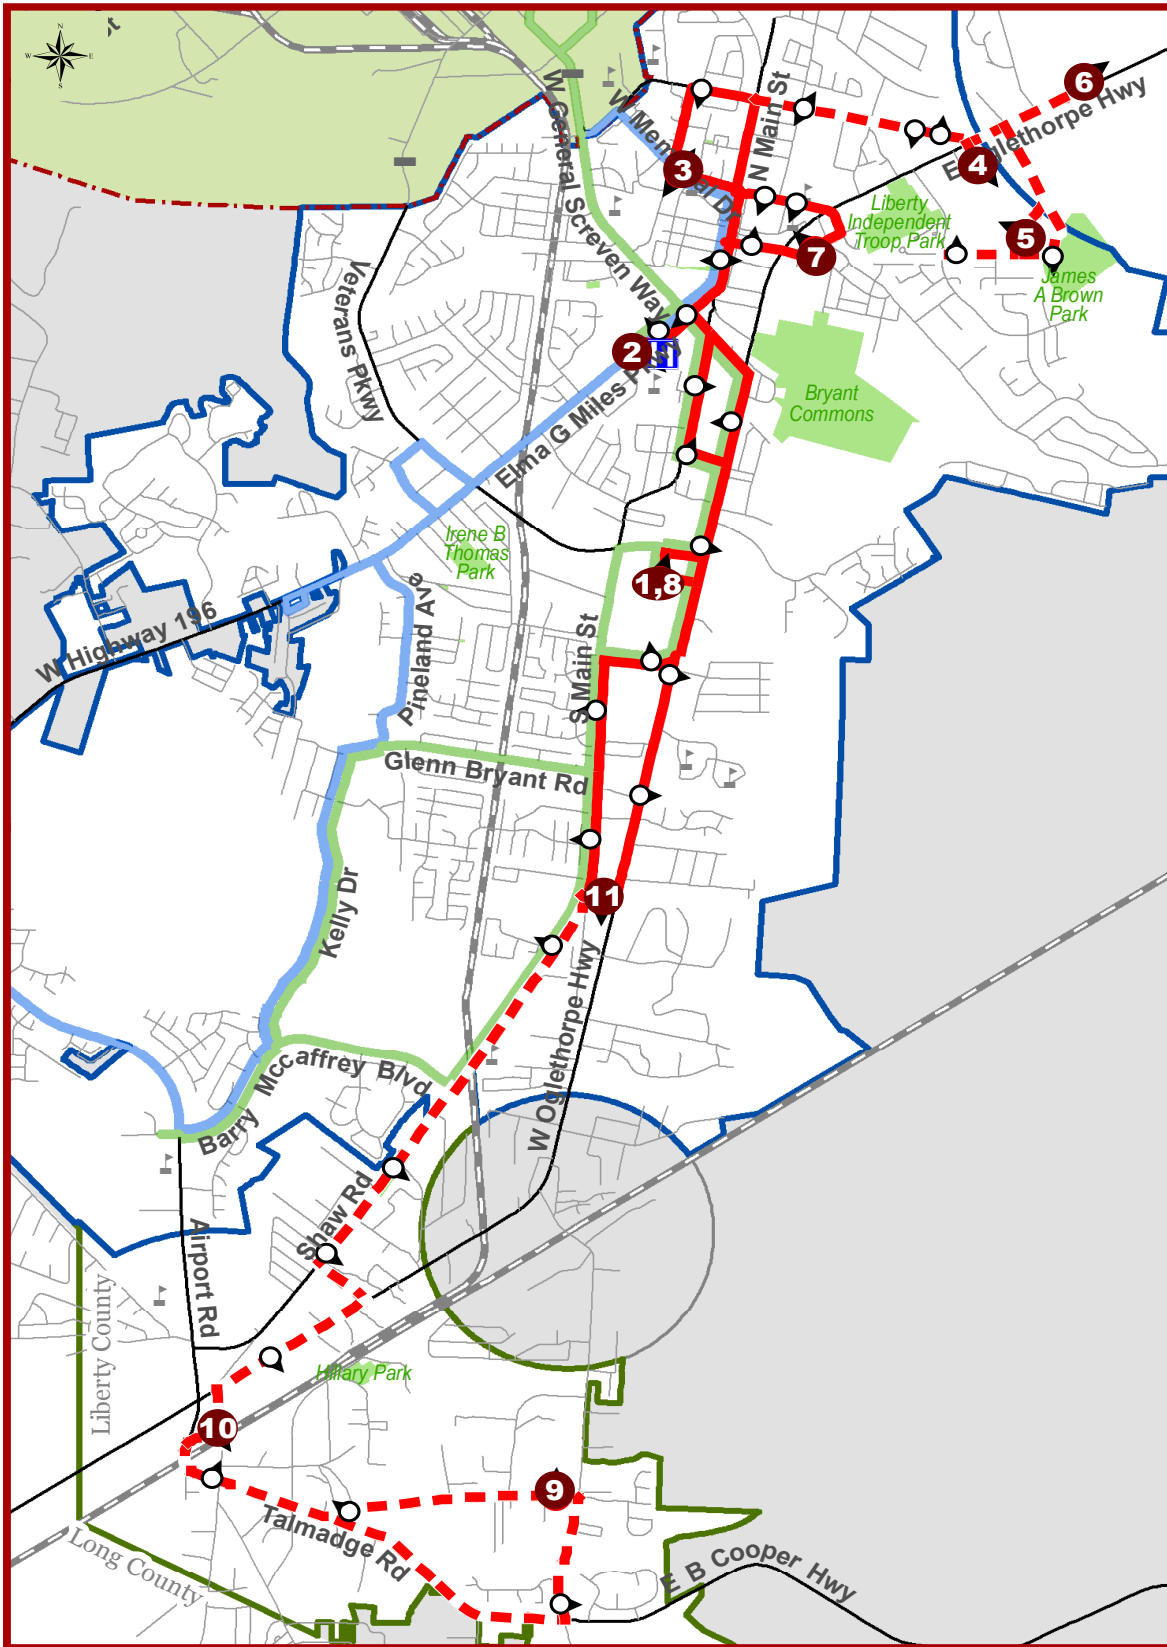 N
W
E
S
W General Screven Way
W Memorial Dr
N Main St
6
E Oglethorpe Hwy
3
4
Liberty
Independent
Troop Park
5
7
James
A Brown
Park
Veterans Pkwy
2
Elma G Miles Pkwy
Bryant
Commons
Irene B
Thomas
Park
1,8
W Highway 196
Pineland Ave
S Main St
Glenn Bryant Rd
Kelly Dr
11
W Oglethorpe Hwy
Barry Mccaffrey Blvd
Shaw Rd
Airport Rd
Liberty County
Hillary Park
10
9
Talmadge Rd
Long County
E B Cooper Hwy